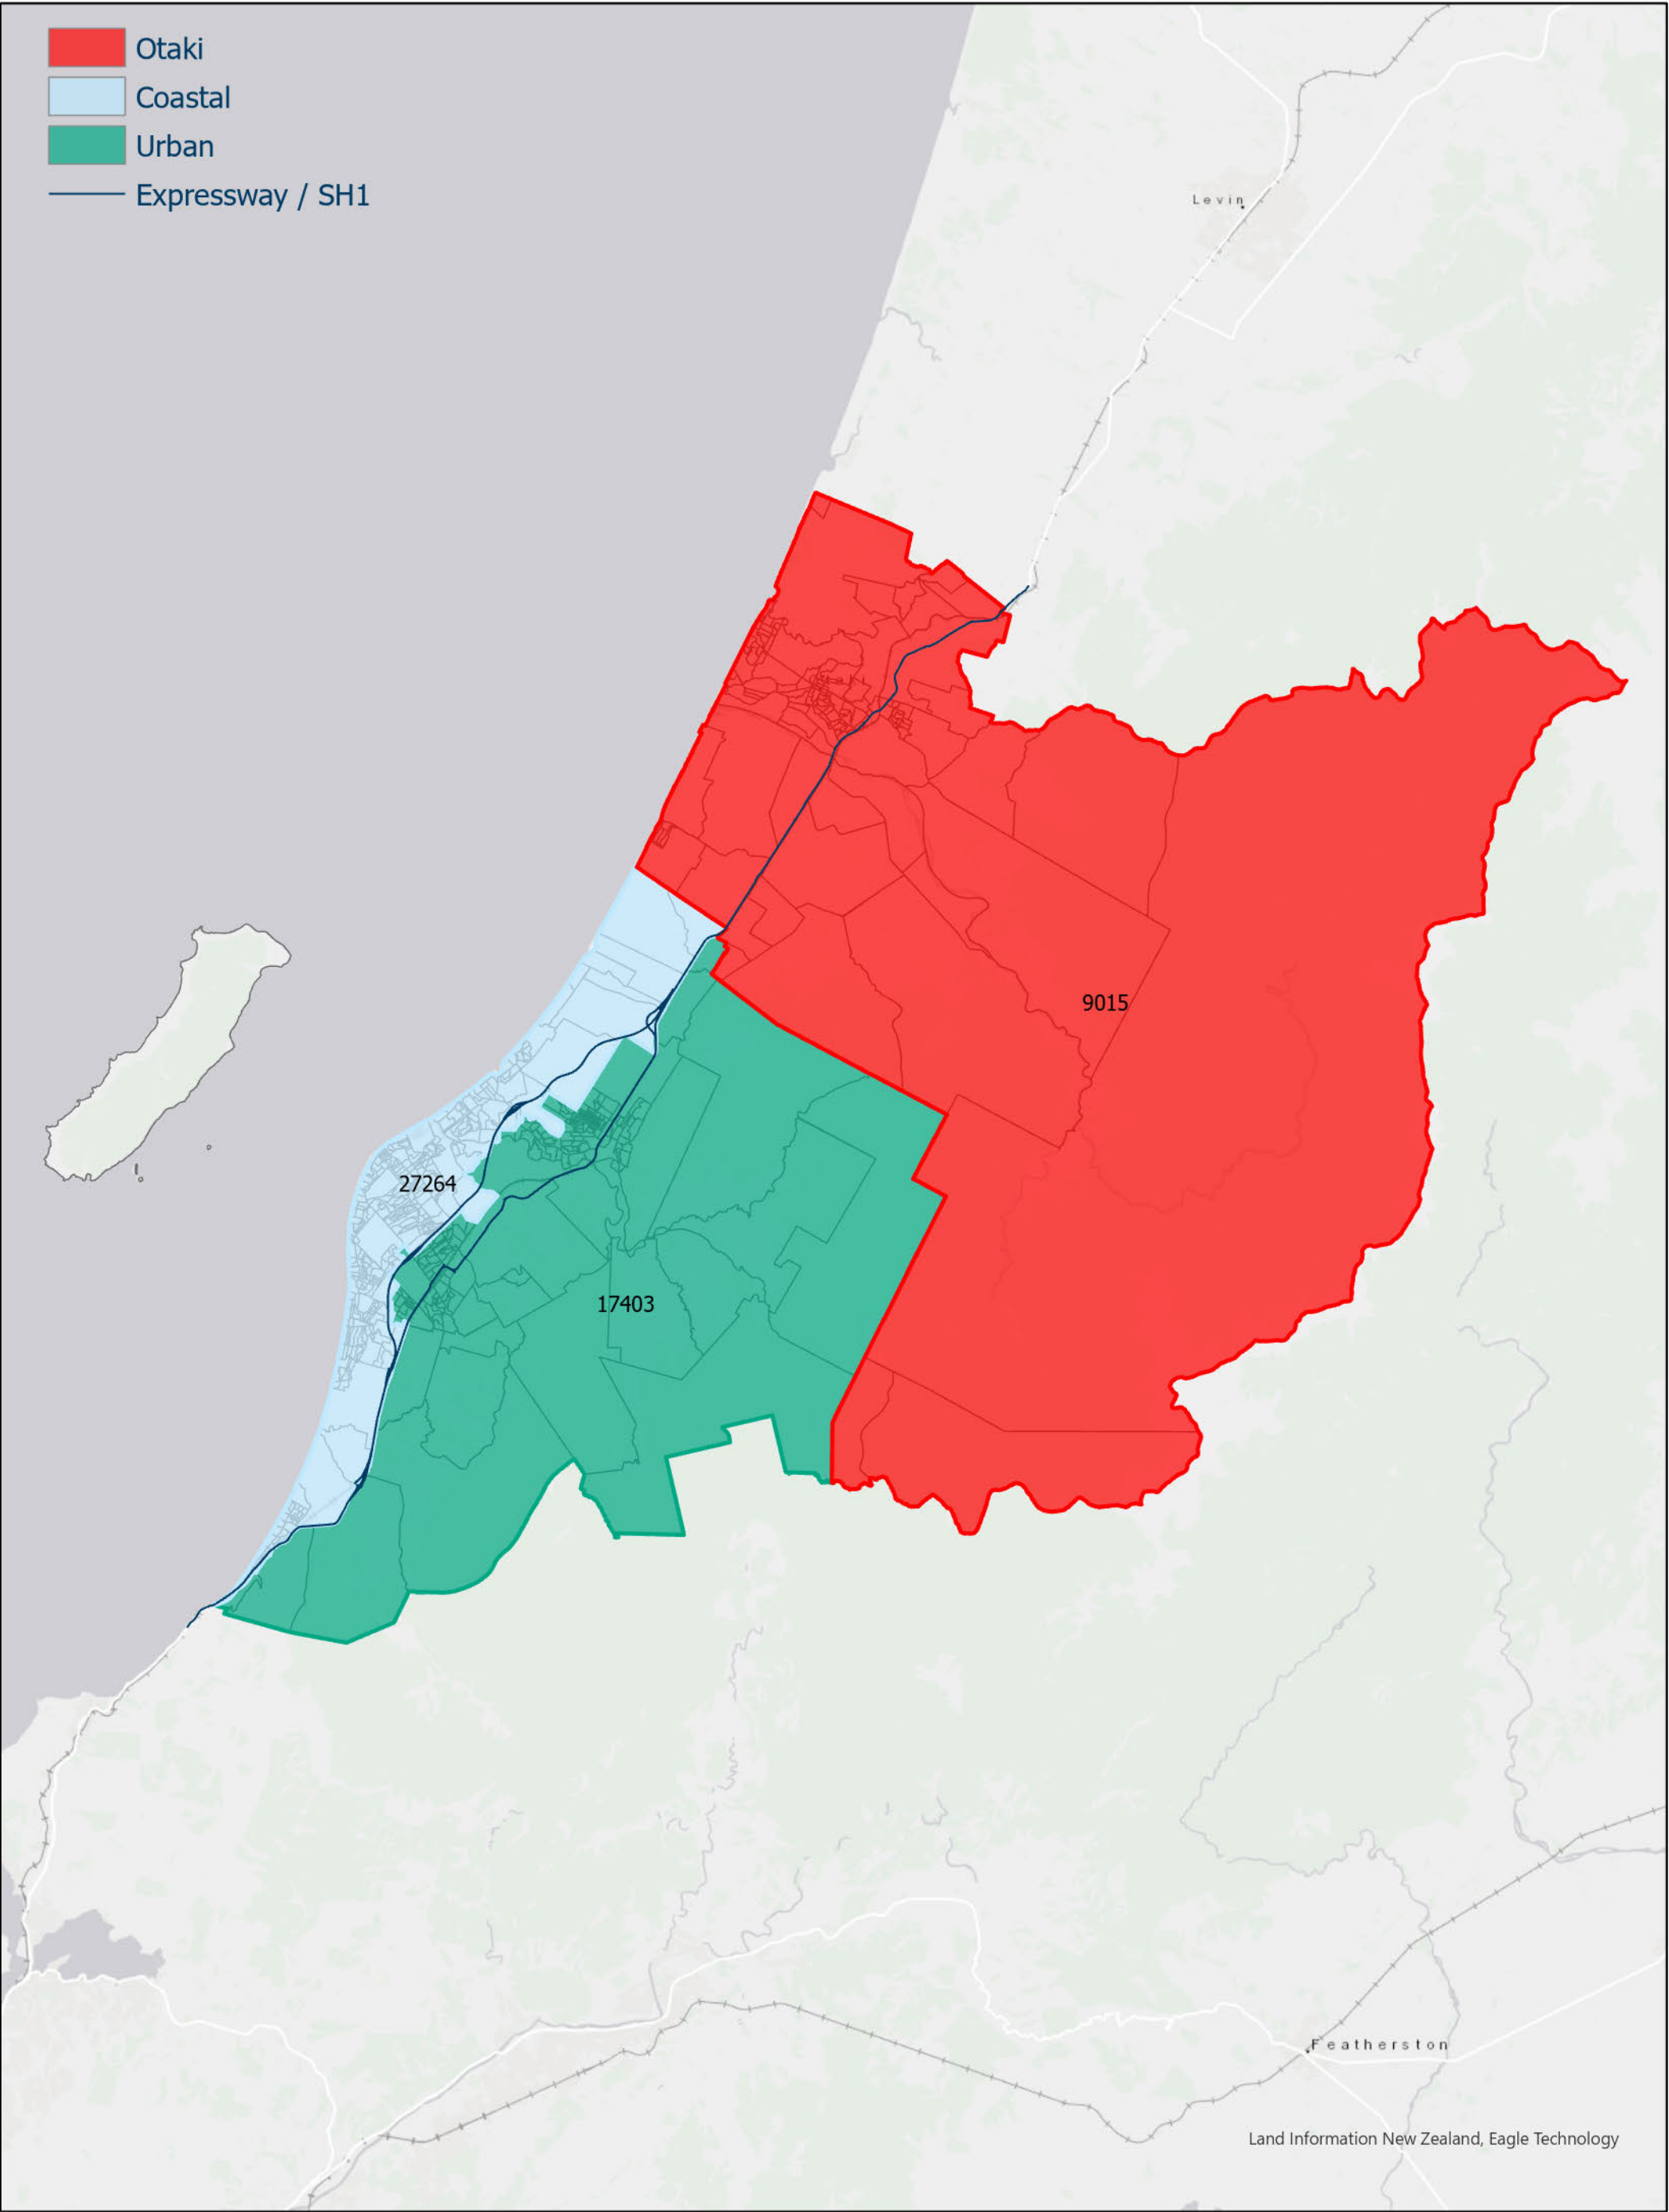 Otaki
Coastal
Urban
Expressway / SH1
Levin
9015
27264
17403
Featherston
Land Information New Zealand, Eagle Technology